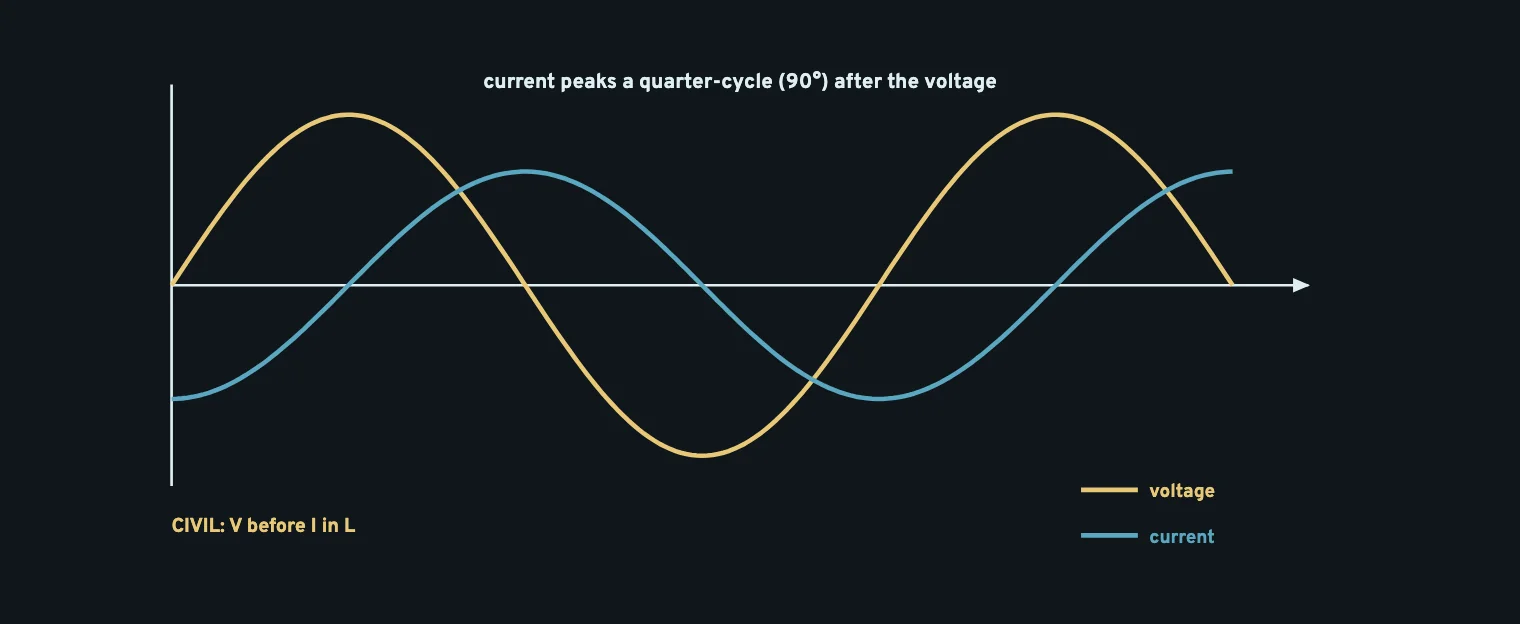 current peaks a quarter-cycle (90°) after the voltage
CIVIL: V before I in L
voltage
current